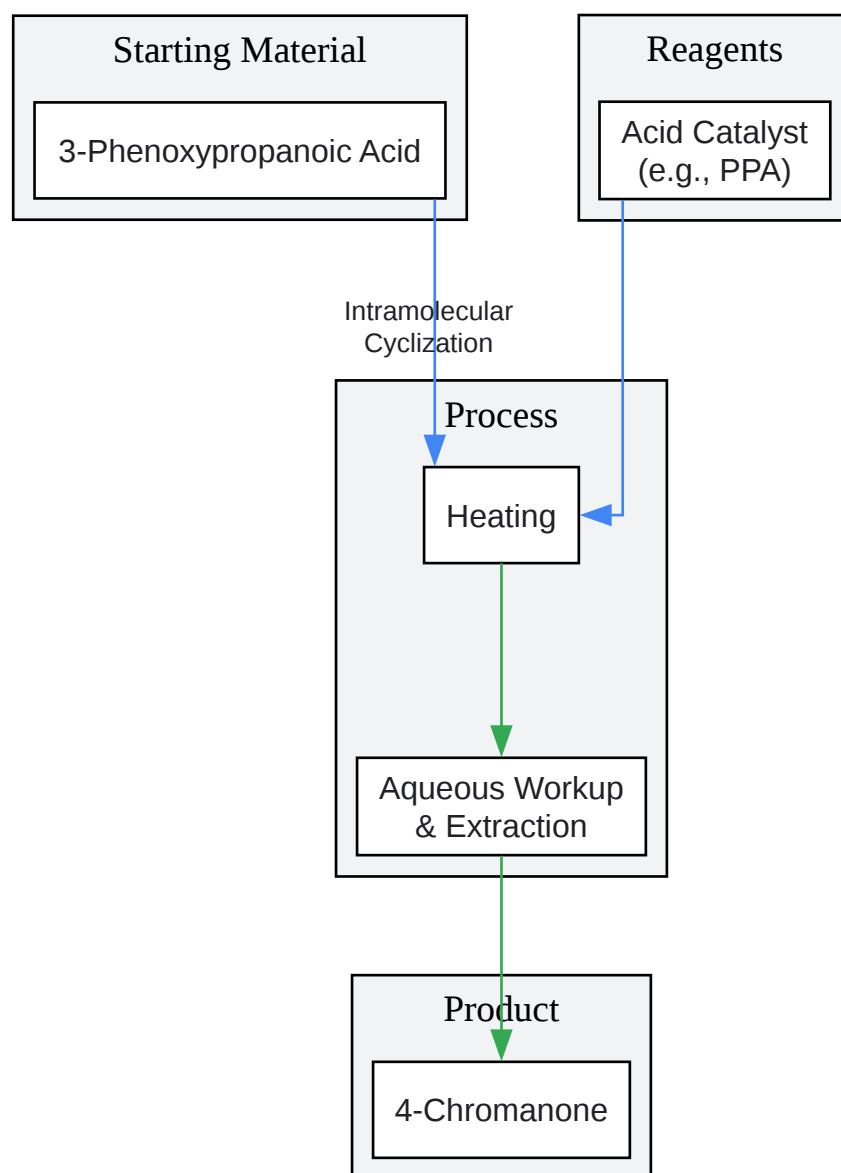 Starting Material
3-Phenoxypropanoic Acid
Reagents
Acid Catalyst
(e.g., PPA)
Intramolecular
Cyclization
Process
Heating
Aqueous Workup
& Extraction
Product
4-Chromanone